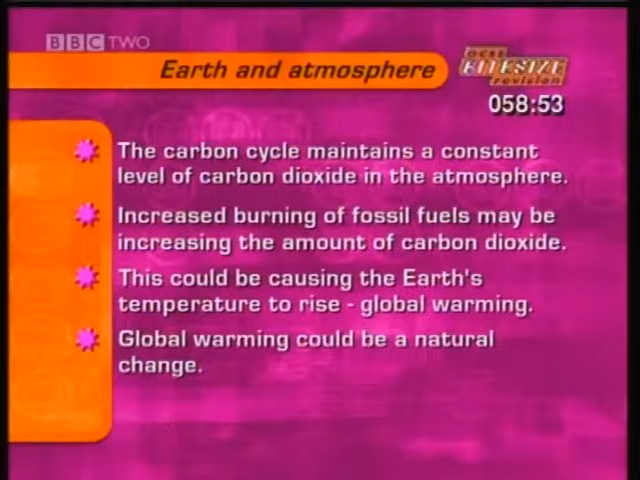 BBC TWO
Earth and atmosphere
GCSE
BITESIZE
revision
058:53
The carbon cycle maintains a constant
level of carbon dioxide in the atmosphere.
Increased burning of fossil fuels may be
increasing the amount of carbon dioxide.
This could be causing the Earth's
temperature to rise - global warming.
Global warming could be a natural
change.